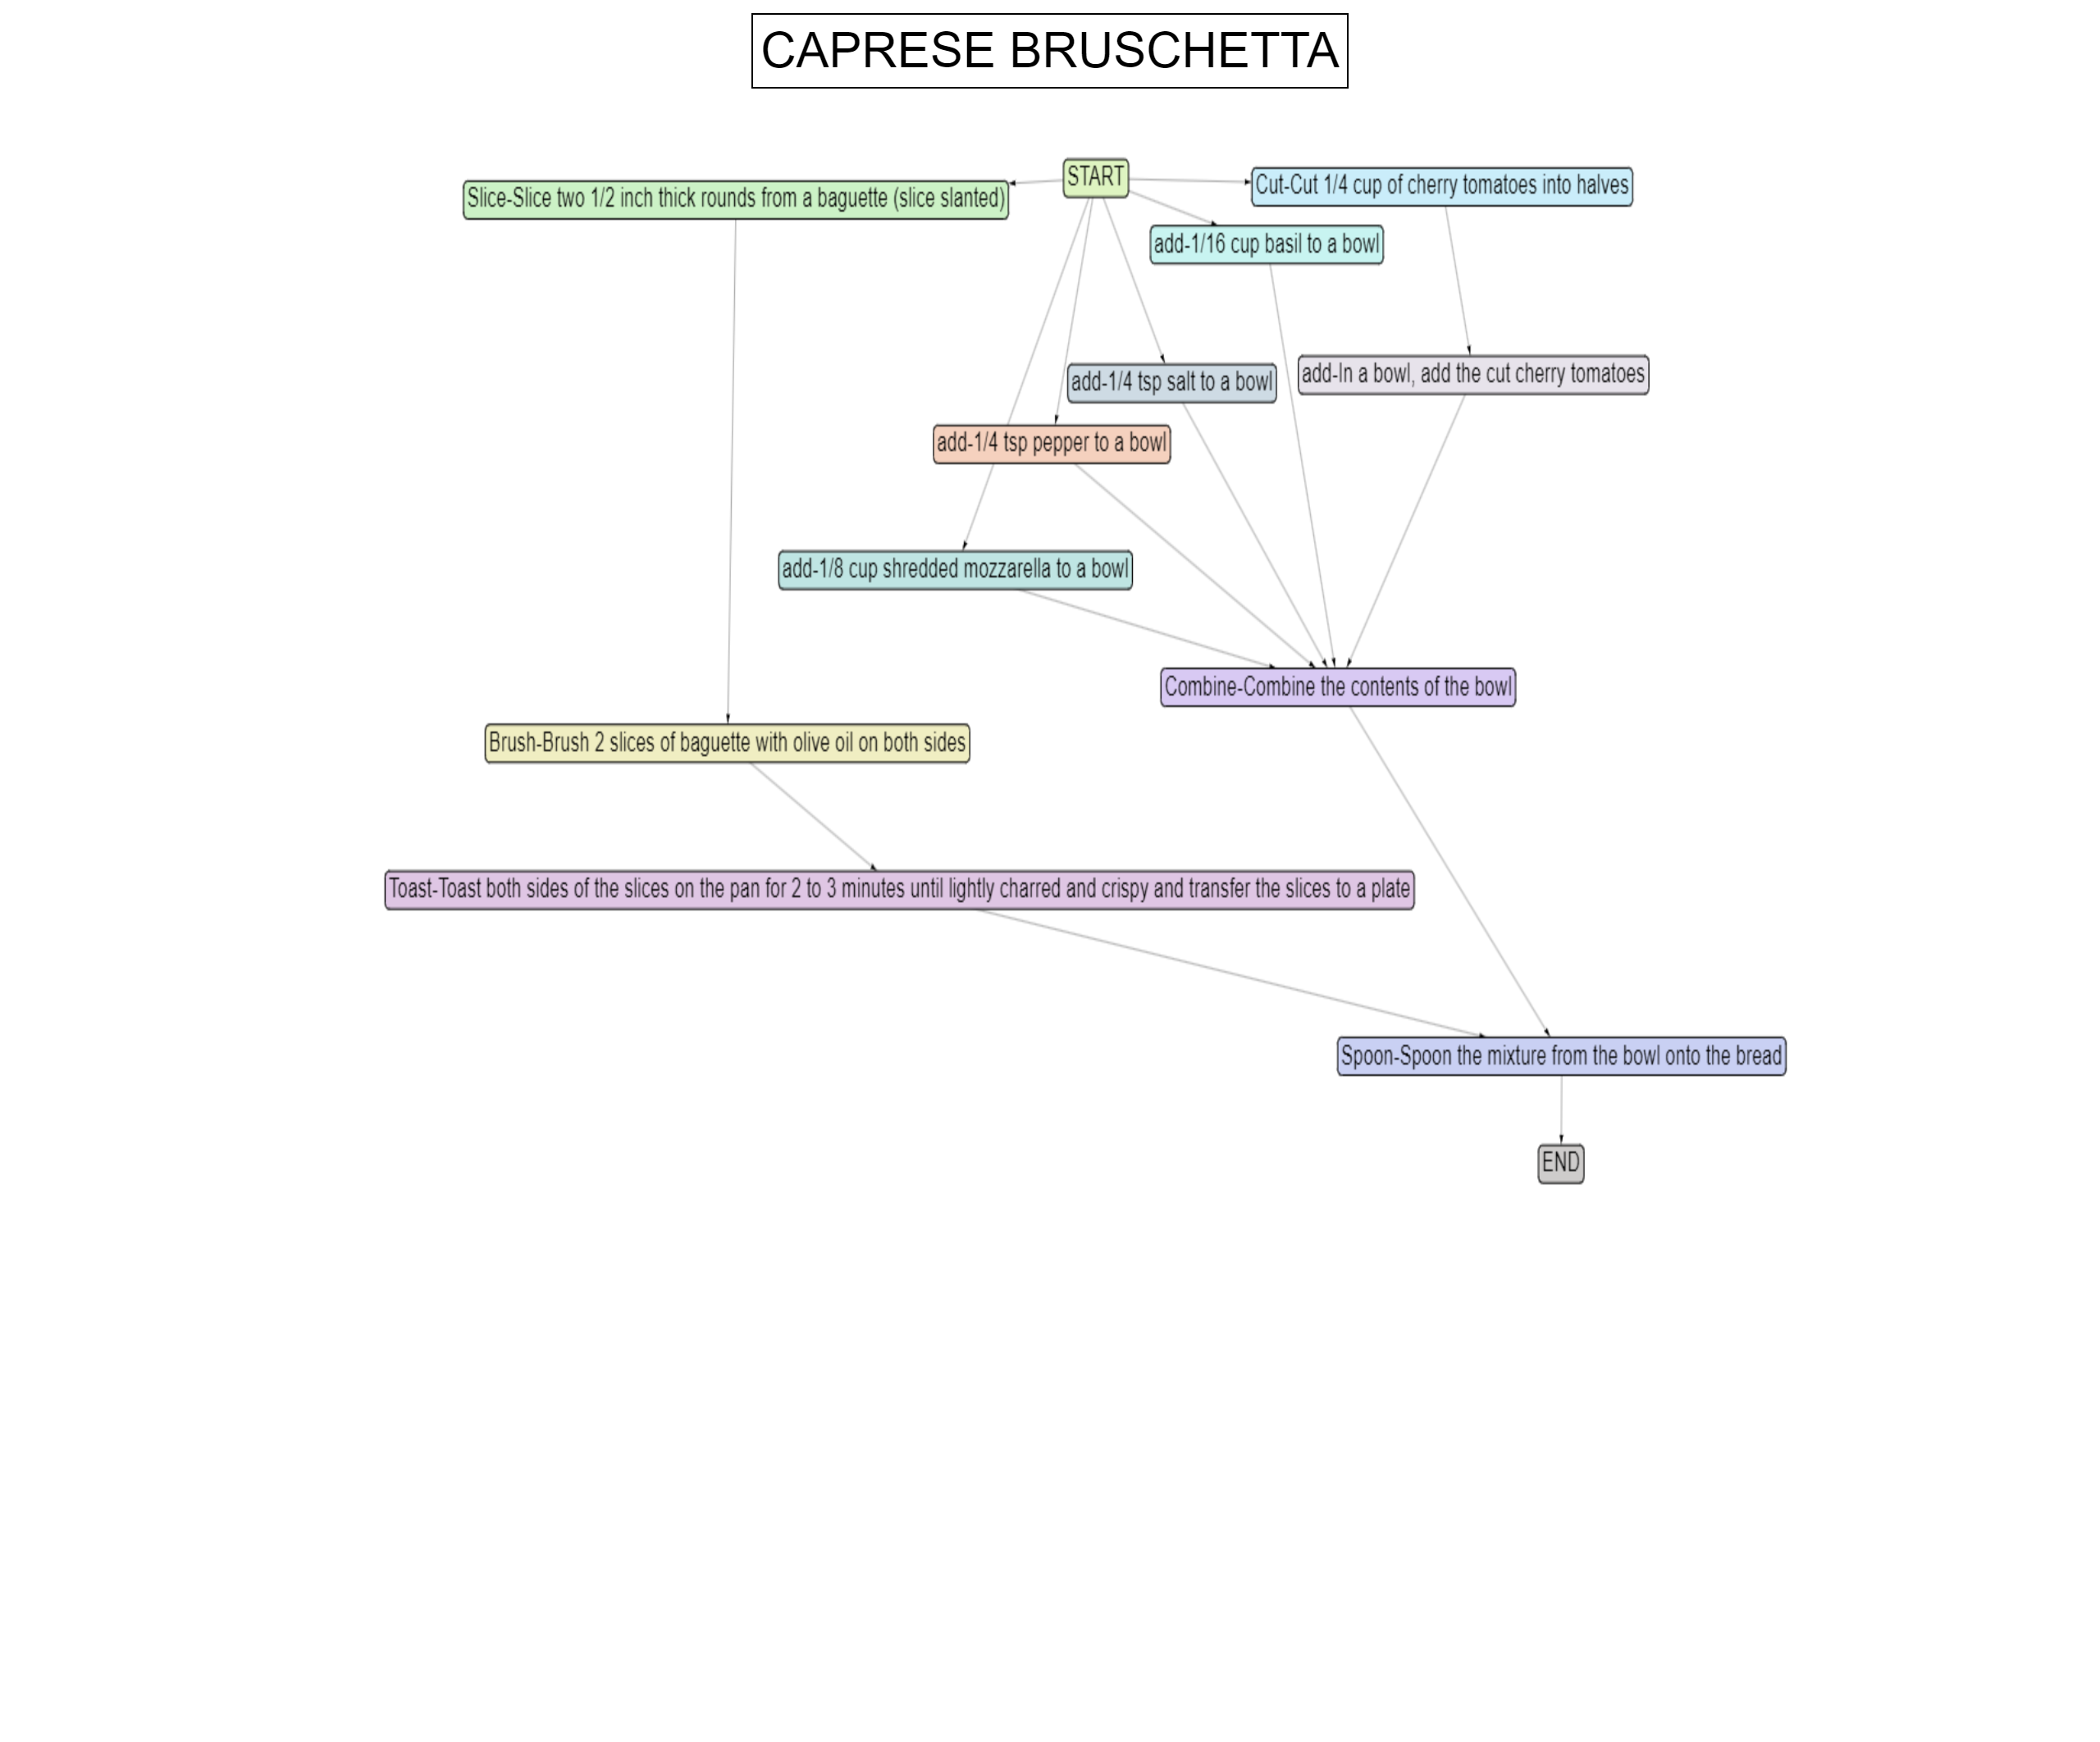 CAPRESE BRUSCHETTA
START
Slice-Slice two 1/2 inch thick rounds from a baguette (slice slanted)
Cut-Cut 1/4 cup of cherry tomatoes into halves
add-1/16 cup basil to a bowl
add-In a bowl, add the cut cherry tomatoes
add-1/4 tsp salt to a bowl
add-1/4 tsp pepper to a bowl
add-1/8 cup shredded mozzarella to a bowl
Combine-Combine the contents of the bowl
Brush-Brush 2 slices of baguette with olive oil on both sides
Toast-Toast both sides of the slices on the pan for 2 to 3 minutes until lightly charred and crispy and transfer the slices to a plate
Spoon-Spoon the mixture from the bowl onto the bread
END